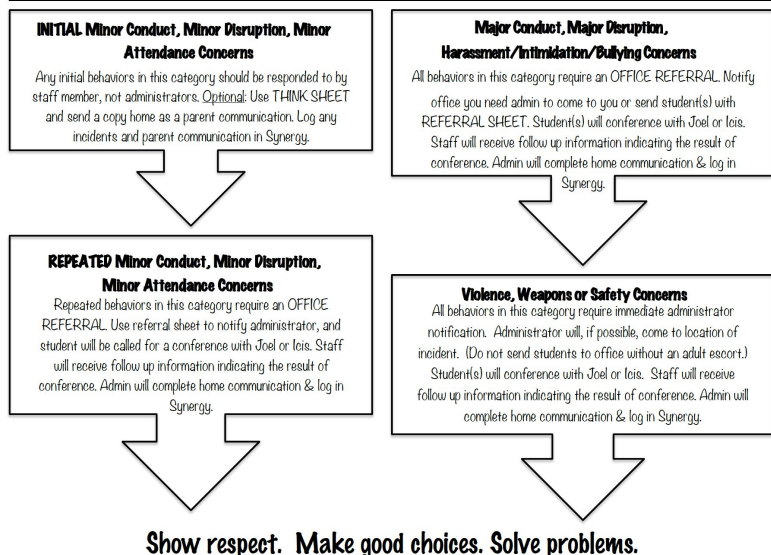 INITIAL Minor Conduct, Minor Disruption, Minor
Attendance Concerns
Any initial behaviors in this category should be responded to by
staff member, not administrators. Optional: Use THINK SHEET
and send a copy home as a parent communication. Log any
incidents and parent communication in Synergy.
REPEATED Minor Conduct, Minor Disruption,
Minor Attendance Concerns
Repeated behaviors in this category require an OFFICE
REFERRAL. Use referral sheet to notify administrator, and
student will be called for a conference with Joel or Icis. Staff
will receive follow up information indicating the result of
conference. Admin will complete home communication & log in
Synergy.
Major Conduct, Major Disruption,
Harassment/Intimidation/Bullying Concerns
All behaviors in this category require an OFFICE REFERRAL. Notify
office you need admin to come to you or send student(s) with
REFERRAL SHEET. Student(s) will conference with Joel or Icis.
Staff will receive follow up information indicating the result of
conference. Admin will complete home communication & log in
Synergy.
Violence, Weapons or Safety Concerns
All behaviors in this category require immediate administrator
notification. Administrator will, if possible, come to location of
incident. (Do not send students to office without an adult escort.)
Student(s) will conference with Joel or Icis. Staff will receive
follow up information indicating the result of conference. Admin will
complete home communication & log in Synergy.
Show respect. Make good choices. Solve problems.